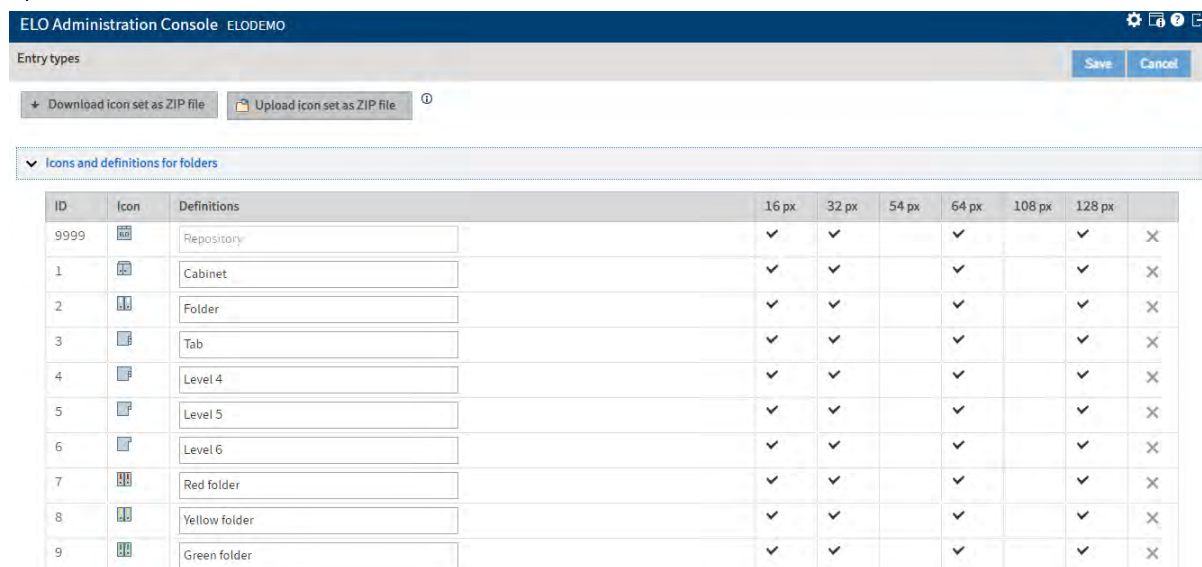 ELO Administration Console ELODEMO
Entry types
Save Cancel
Download icon set as ZIP file Upload icon set as ZIP file
Icons and definitions for folders
ID Icon Definitions 16 px 32 px 54 px 64 px 108 px 128 px
9999 Repository
1 Cabinet
2 Folder
3 Tab
4 Level 4
5 Level 5
6 Level 6
7 Red folder
8 Yellow folder
9 Green folder